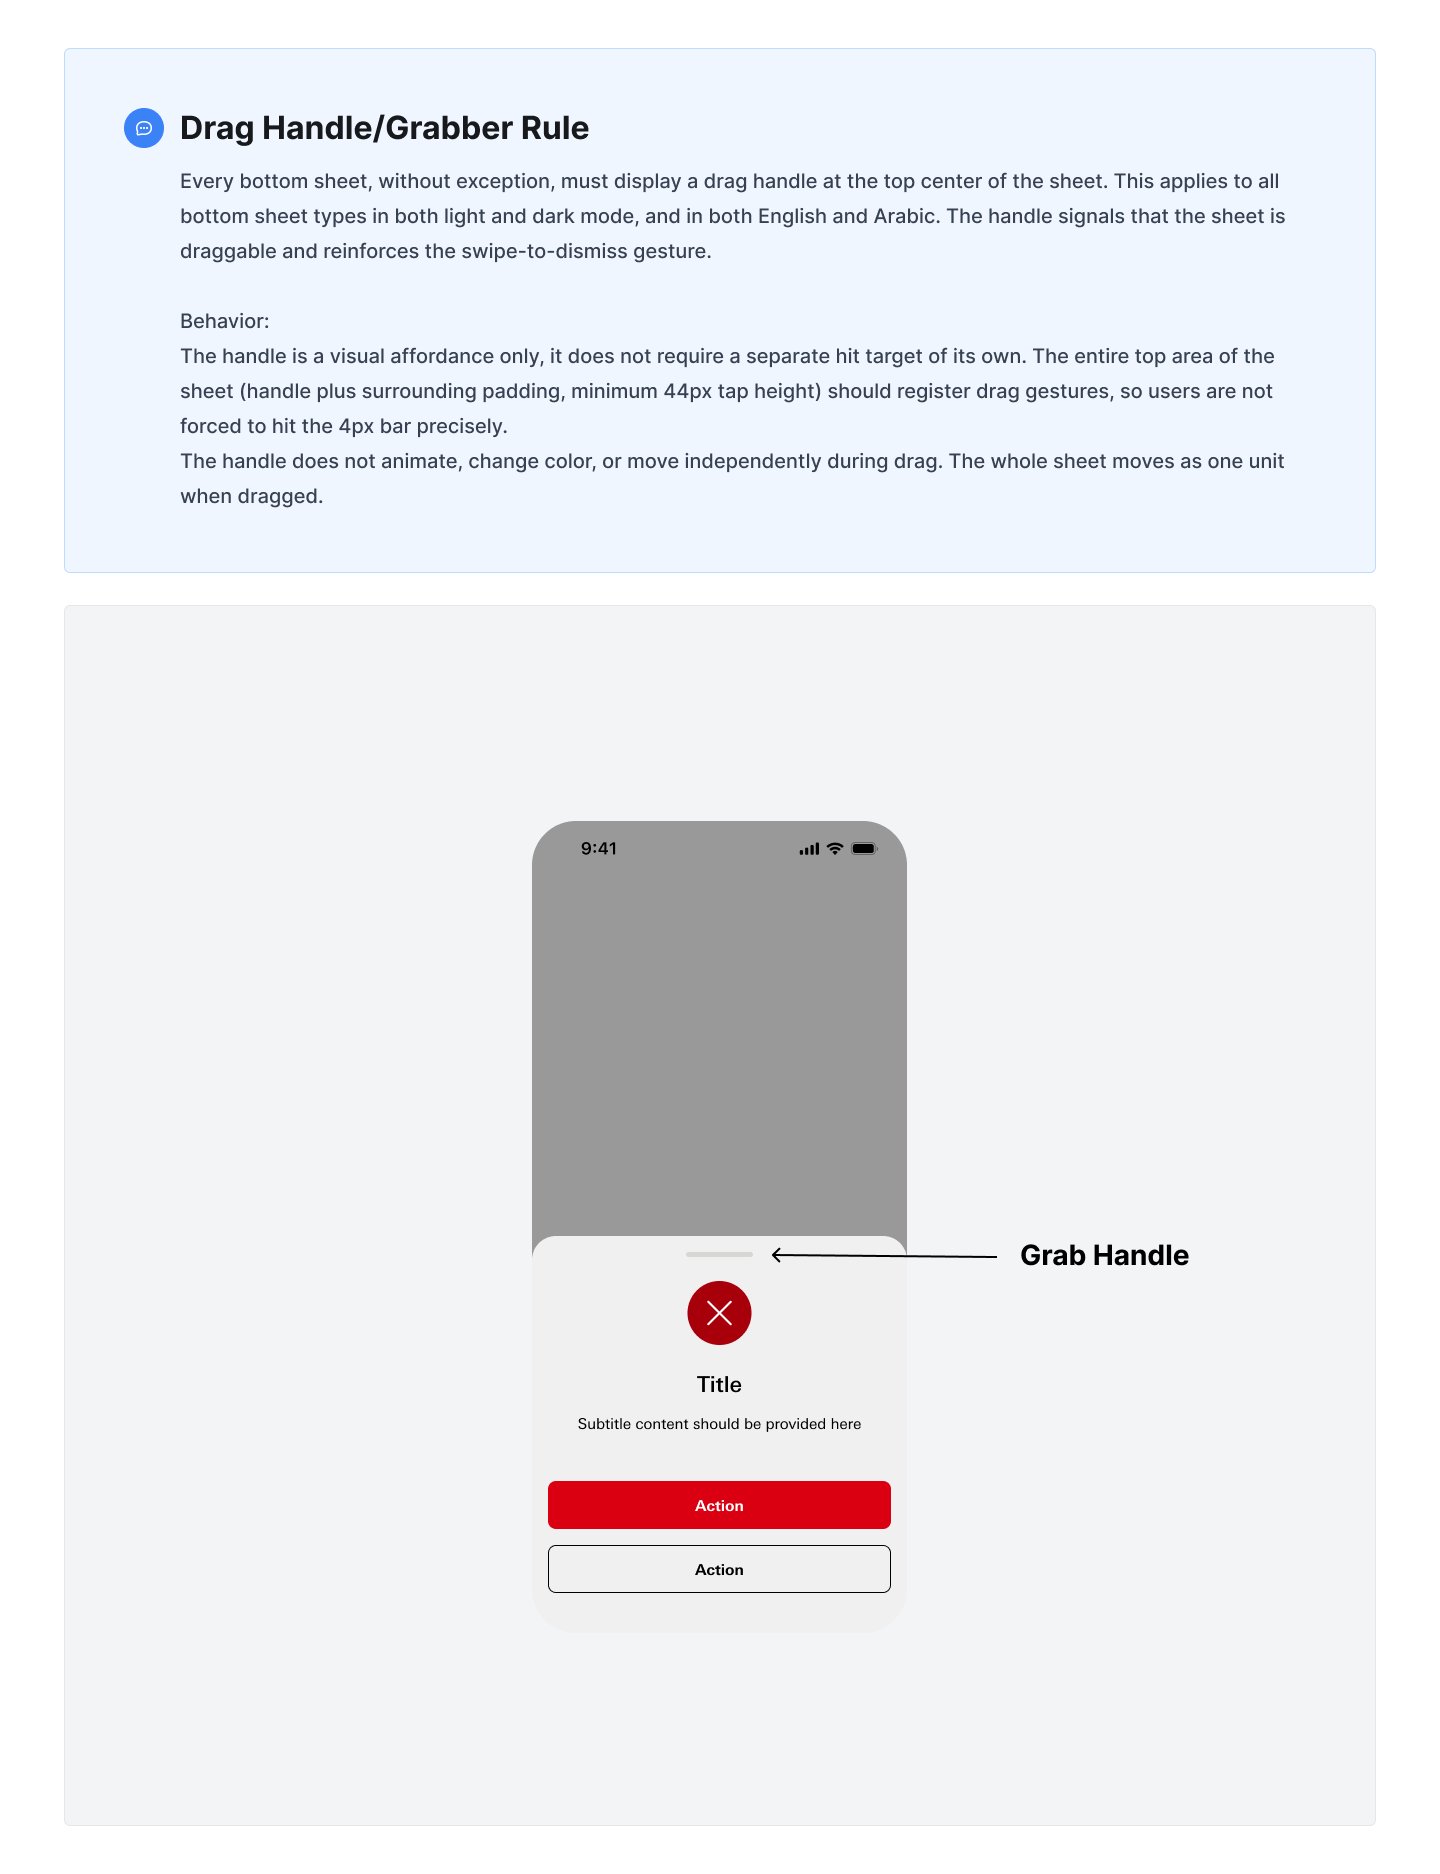 Drag Handle/Grabber Rule
Every bottom sheet, without exception, must display a drag handle at the top center of the sheet. This applies to all
bottom sheet types in both light and dark mode, and in both English and Arabic. The handle signals that the sheet is
draggable and reinforces the swipe-to-dismiss gesture.
Behavior:
The handle is a visual affordance only, it does not require a separate hit target of its own. The entire top area of the
sheet (handle plus surrounding padding, minimum 44px tap height) should register drag gestures, so users are not
forced to hit the 4px bar precisely.
The handle does not animate, change color, or move independently during drag. The whole sheet moves as one unit
when dragged.
9:41
Grab Handle
Title
Subtitle content should be provided here
Action
Action